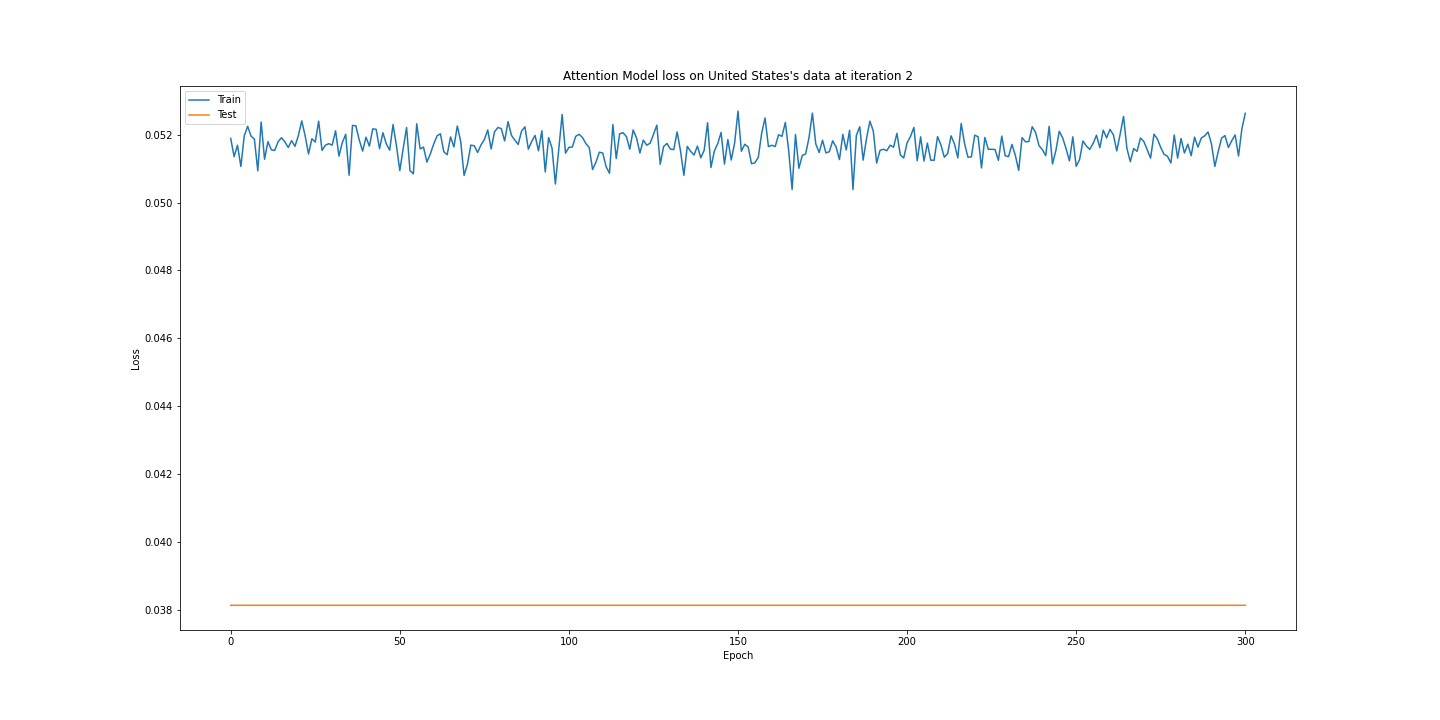 Attention Model loss on United States's data at iteration 2
Train
Test
0.052
0.050
0.048
0.046
0.044
0.042
0.040
0.038
Loss
0 50 100 150 200 250 300
Epoch